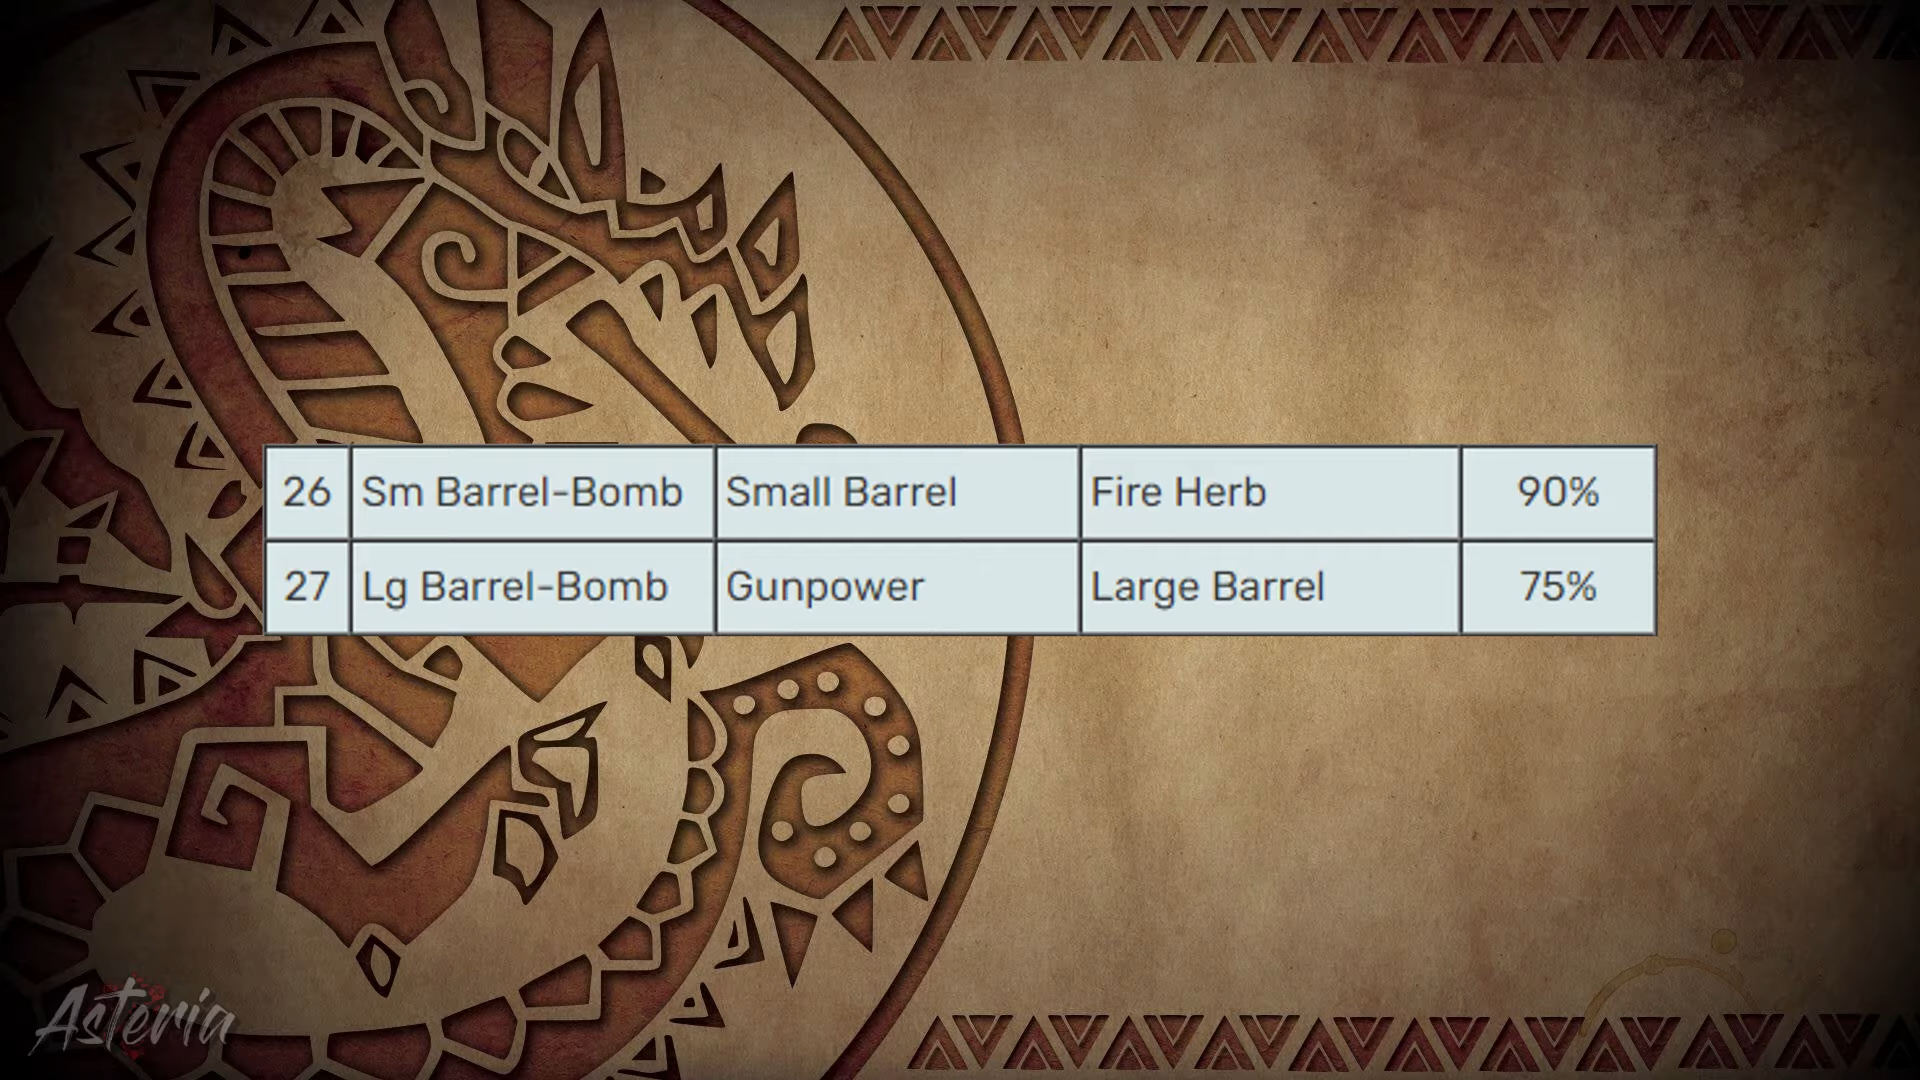 26 Sm Barrel-Bomb Small Barrel Fire Herb 90%
27 Lg Barrel-Bomb Gunpower Large Barrel 75%
Asteria